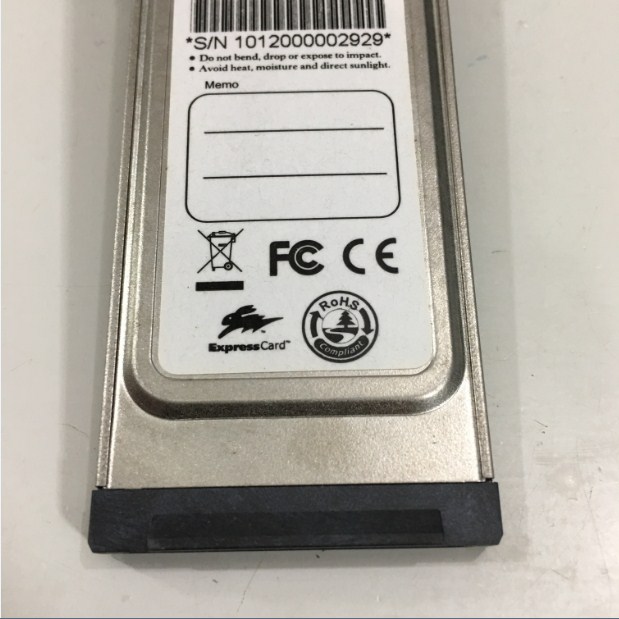 *S/N 1012000002929*
• Do not bend, drop or expose to impact.
• Avoid heat, moisture and direct sunlight.
Memo
FC CE
ExpressCard™
RoHS
Compliant